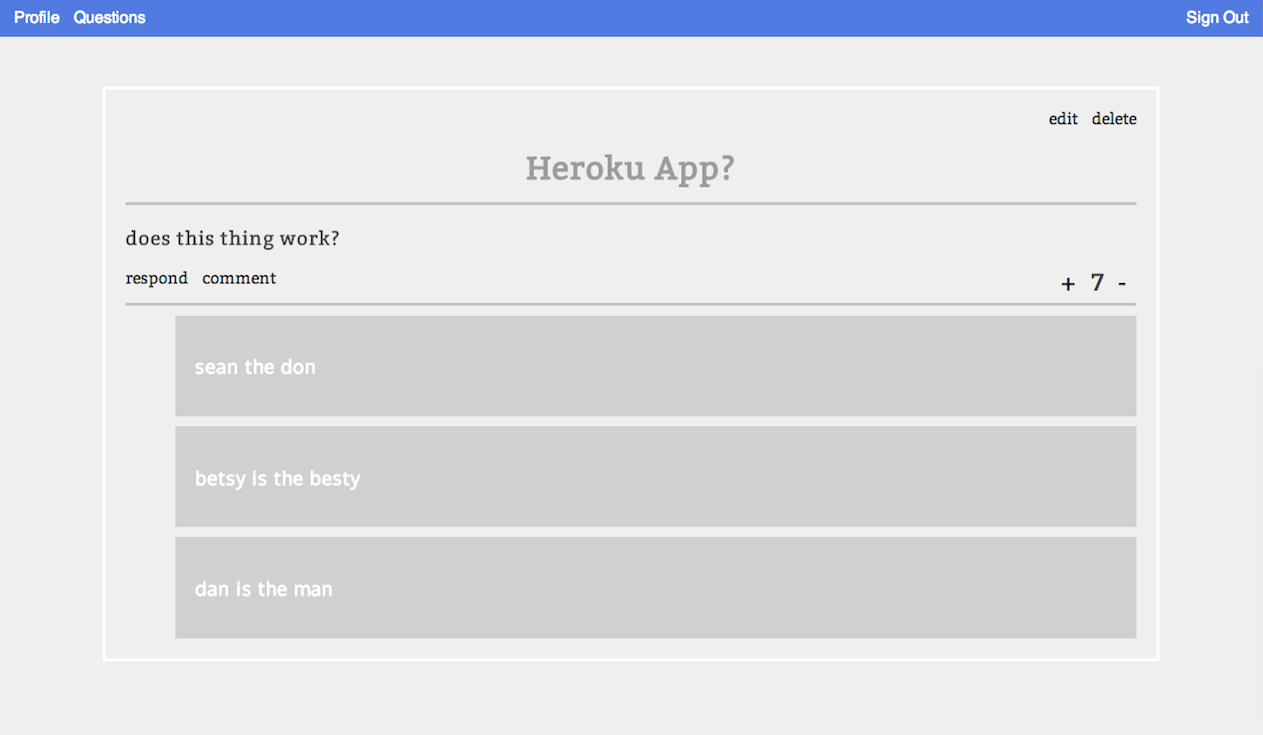 Profile Questions Sign Out
edit delete
Heroku App?
does this thing work?
respond comment + 7 -
sean the don
betsy is the besty
dan is the man